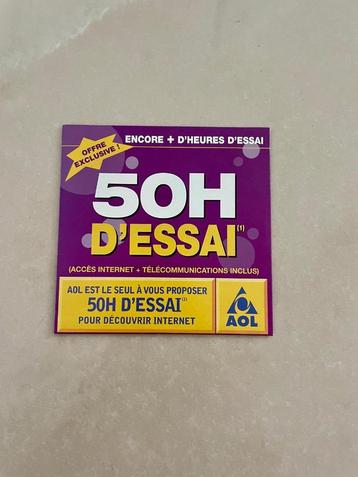 OFFRE
EXCLUSIVE !
ENCORE + D'HEURES D'ESSAI
50H
D'ESSAI(1)
(ACCÈS INTERNET + TÉLÉCOMMUNICATIONS INCLUS)
AOL EST LE SEUL À VOUS PROPOSER
50H D'ESSAI(1)
POUR DÉCOUVRIR INTERNET
AOL